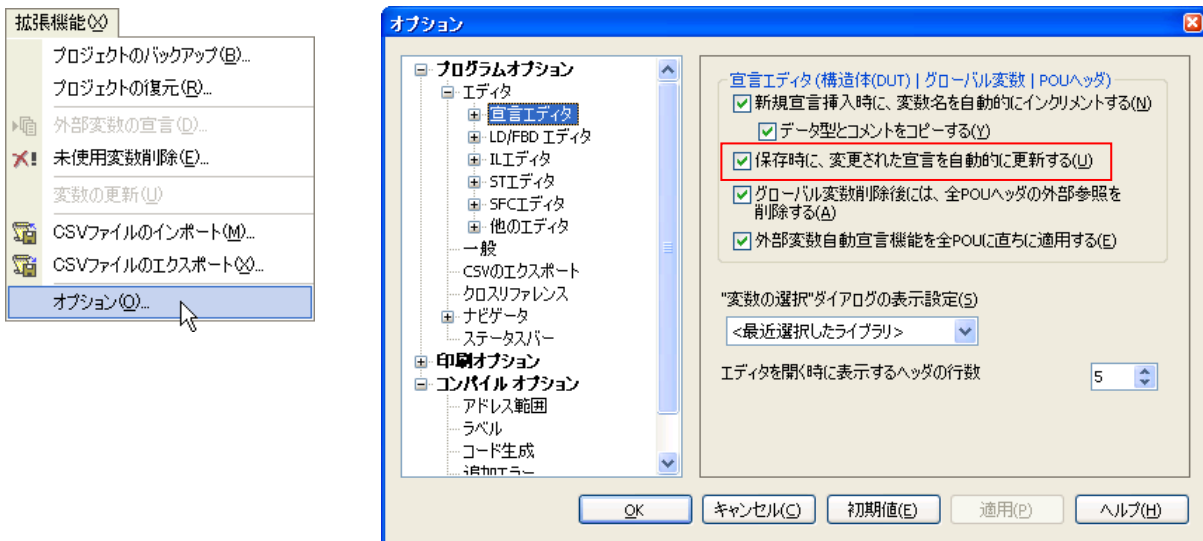 拡張機能(X)
プロジェクトのバックアップ(B)...
プロジェクトの復元(R)...
外部変数の宣言(D)...
未使用変数削除(E)...
変数の更新(U)
CSVファイルのインポート(M)...
CSVファイルのエクスポート(X)...
オプション(O)...
オプション
プログラムオプション
エディタ
宣言エディタ
LD/FBD エディタ
ILエディタ
STエディタ
SFCエディタ
他のエディタ
一般
CSVのエクスポート
クロスリファレンス
ナビゲータ
ステータスバー
印刷オプション
コンパイル オプション
アドレス範囲
ラベル
コード生成
追加エラー
宣言エディタ(構造体(DUT) | グローバル変数 | POUヘッダ)
新規宣言挿入時に、変数名を自動的にインクリメントする(N)
データ型とコメントをコピーする(Y)
保存時に、変更された宣言を自動的に更新する(U)
グローバル変数削除後には、全POUヘッダの外部参照を
削除する(A)
外部変数自動宣言機能を全POUに直ちに適用する(E)
"変数の選択"ダイアログの表示設定(S)
<最近選択したライブラリ>
エディタを開く時に表示するヘッダの行数
5
OK
キャンセル(C)
初期値(E)
適用(P)
ヘルプ(H)